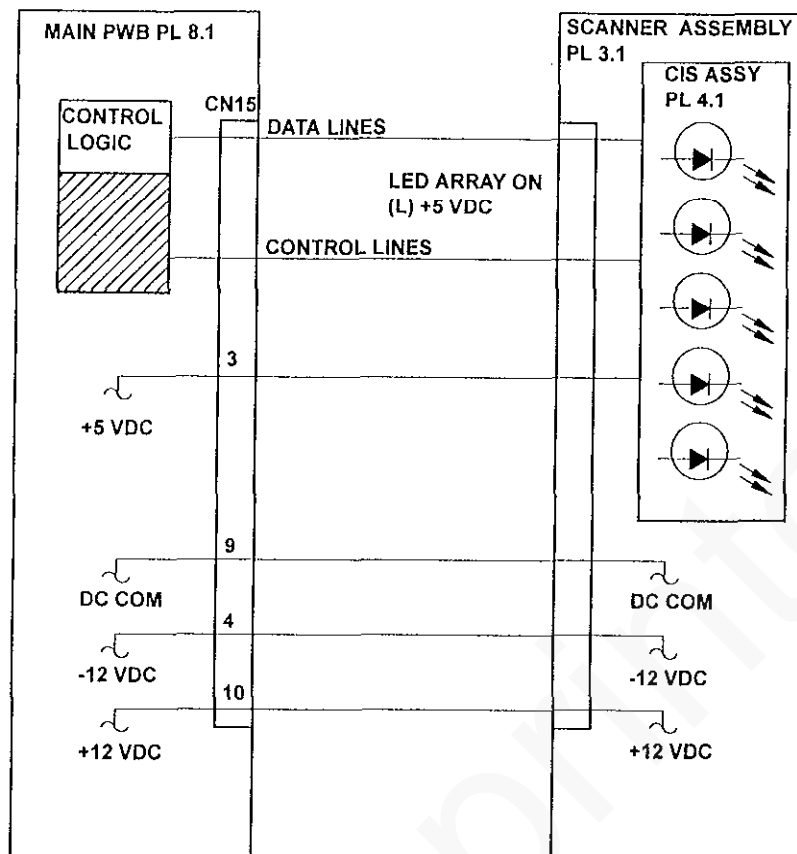 MAIN PWB PL 8.1
SCANNER ASSEMBLY
PL 3.1
CIS ASSY
PL 4.1
CN15
CONTROL
LOGIC
DATA LINES
LED ARRAY ON
(L) +5 VDC
CONTROL LINES
3
+5 VDC
9
DC COM
DC COM
4
-12 VDC
-12 VDC
10
+12 VDC
+12 VDC